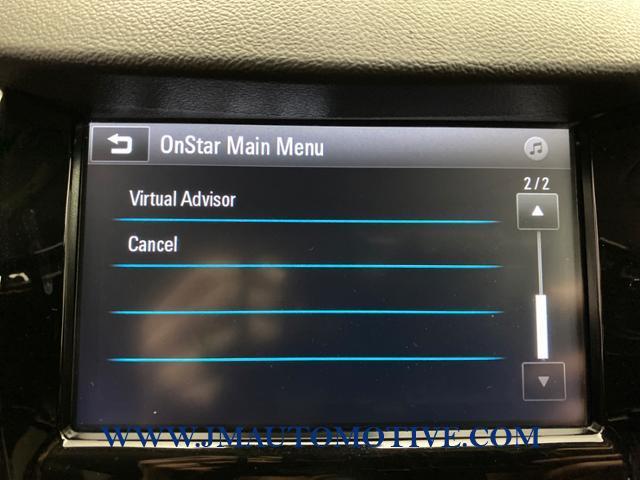 OnStar Main Menu
2/2
Virtual Advisor
Cancel
WWW.JMAUTOMOTIVE.COM